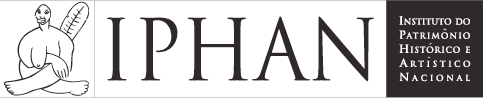 IPHAN
INSTITUTO DO
PATRIMÔNIO
HISTÓRICO E
ARTÍSTICO
NACIONAL